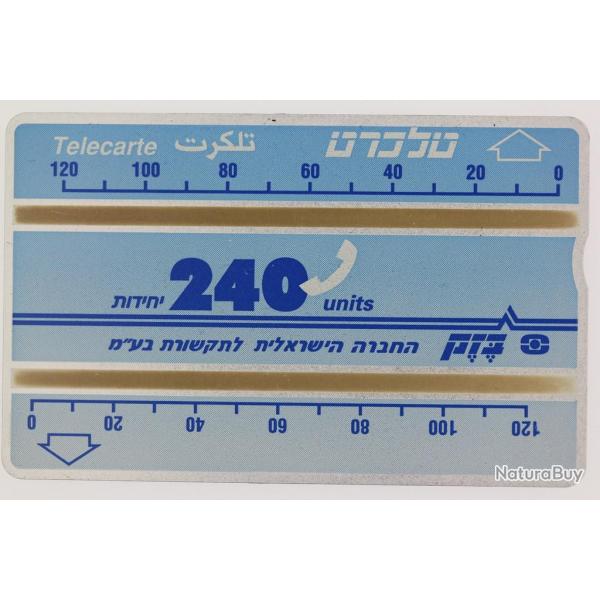 Telecarte تلكرت טלכרט
120 100 80 60 40 20 0
יחידות 240 units
בזק החברה הישראלית לתקשורת בע"מ
0 20 40 60 80 100 120
NaturaBuy